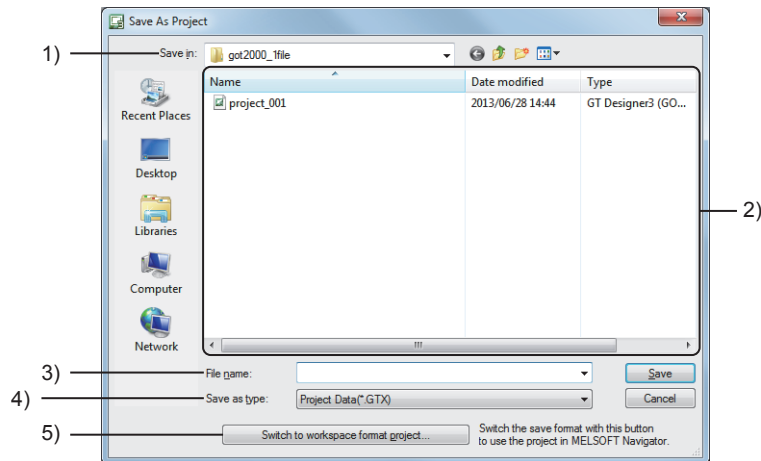 Save As Project
1)
Save in:
got2000_1file
Name
Date modified
Type
project_001
2013/06/28 14:44
GT Designer3 (GO...
2)
Recent Places
Desktop
Libraries
Computer
Network
3)
File name:
Save
4)
Save as type:
Project Data(*.GTX)
Cancel
5)
Switch to workspace format project...
Switch the save format with this button
to use the project in MELSOFT Navigator.